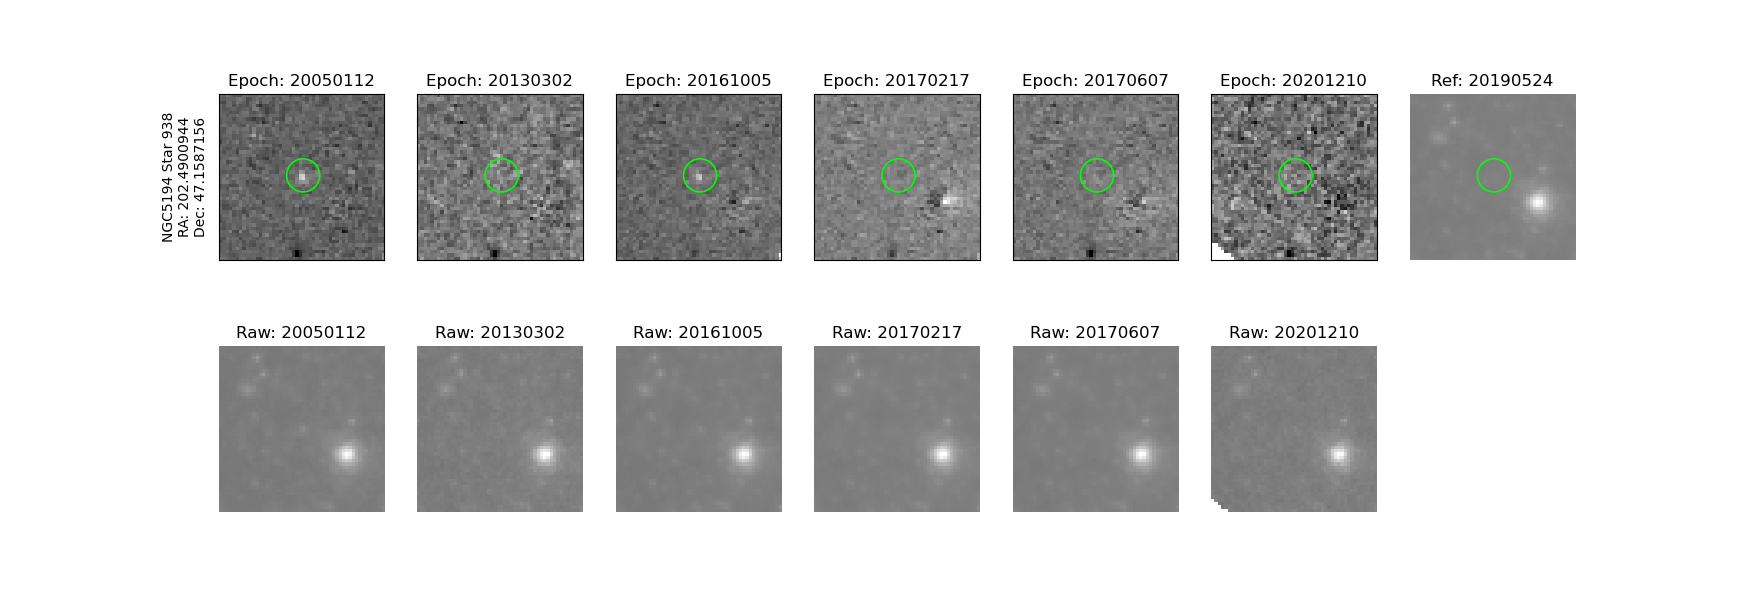 Epoch: 20050112
Epoch: 20130302
Epoch: 20161005
Epoch: 20170217
Epoch: 20170607
Epoch: 20201210
Ref: 20190524
NGC5194 Star 938
RA: 202.4900944
Dec: 47.1587156
Raw: 20050112
Raw: 20130302
Raw: 20161005
Raw: 20170217
Raw: 20170607
Raw: 20201210